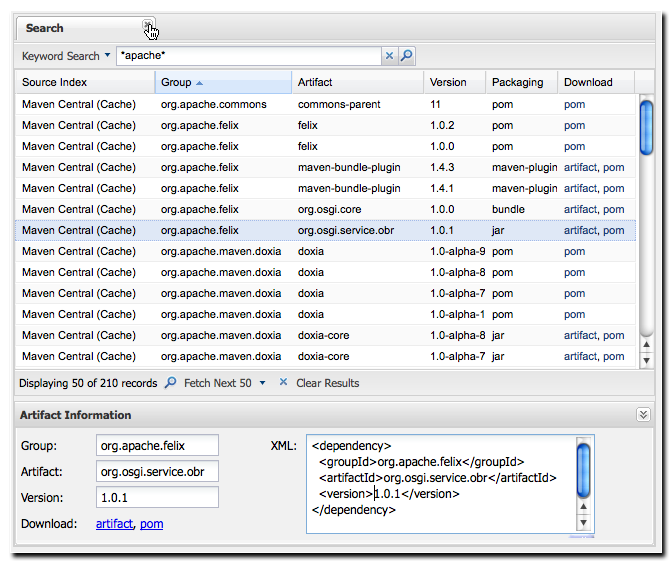 Search
Keyword Search *apache*
Source Index Group Artifact Version Packaging Download
Maven Central (Cache) org.apache.commons commons-parent 11 pom pom
Maven Central (Cache) org.apache.felix felix 1.0.2 pom pom
Maven Central (Cache) org.apache.felix felix 1.0.0 pom pom
Maven Central (Cache) org.apache.felix maven-bundle-plugin 1.4.3 maven-plugin artifact, pom
Maven Central (Cache) org.apache.felix maven-bundle-plugin 1.4.1 maven-plugin artifact, pom
Maven Central (Cache) org.apache.felix org.osgi.core 1.0.0 bundle artifact, pom
Maven Central (Cache) org.apache.felix org.osgi.service.obr 1.0.1 jar artifact, pom
Maven Central (Cache) org.apache.maven.doxia doxia 1.0-alpha-9 pom pom
Maven Central (Cache) org.apache.maven.doxia doxia 1.0-alpha-8 pom pom
Maven Central (Cache) org.apache.maven.doxia doxia 1.0-alpha-7 pom pom
Maven Central (Cache) org.apache.maven.doxia doxia 1.0-alpha-1 pom pom
Maven Central (Cache) org.apache.maven.doxia doxia-core 1.0-alpha-8 jar artifact, pom
Maven Central (Cache) org.apache.maven.doxia doxia-core 1.0-alpha-7 jar artifact, pom
Displaying 50 of 210 records Fetch Next 50 Clear Results
Artifact Information
Group: org.apache.felix
Artifact: org.osgi.service.obr
Version: 1.0.1
Download: artifact, pom
XML: <dependency>
<groupId>org.apache.felix</groupId>
<artifactId>org.osgi.service.obr</artifactId>
<version>1.0.1</version>
</dependency>